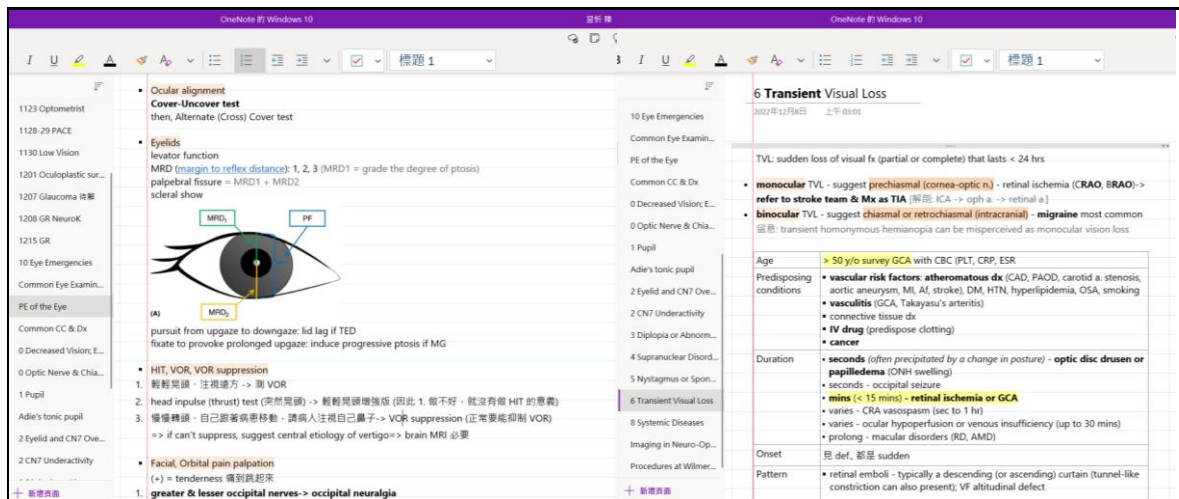 OneNote 的 Windows 10
標題 1
1123 Optometrist
1128-29 PACE
1130 Low Vision
1201 Oculoplastic sur...
1207 Glaucoma 待解
1208 GR NeuroK
1215 GR
10 Eye Emergencies
Common Eye Examin...
PE of the Eye
Common CC & Dx
0 Decreased Vision; E...
0 Optic Nerve & Chia...
1 Pupil
Adie's tonic pupil
2 Eyelid and CN7 Ove...
2 CN7 Underactivity
新增頁面
Ocular alignment
Cover-Uncover test
then, Alternate (Cross) Cover test
Eyelids
levator function
MRD (margin to reflex distance): 1, 2, 3 (MRD1 = grade the degree of ptosis)
palpebral fissure = MRD1 + MRD2
scleral show
MRD₁
PF
MRD₂
(A)
pursuit from upgaze to downgaze: lid lag if TED
fixate to provoke prolonged upgaze: induce progressive ptosis if MG
HIT, VOR, VOR suppression
1. 輕輕晃頭、注視遠方 -> 測 VOR
2. head inpulse (thrust) test (突然晃頭) -> 輕輕晃頭增強版 (因此 1. 做不好，就沒有做 HIT 的意義)
3. 慢慢轉頭、自己跟著病患移動，請病人注視自己鼻子-> VOR suppression (正常要能抑制 VOR)
=> if can't suppress, suggest central etiology of vertigo=> brain MRI 必要
Facial, Orbital pain palpation
(+) = tenderness 痛到跳起來
1. greater & lesser occipital nerves-> occipital neuralgia
OneNote 的 Windows 10
標題 1
10 Eye Emergencies
Common Eye Examin...
PE of the Eye
Common CC & Dx
0 Decreased Vision; E...
0 Optic Nerve & Chia...
1 Pupil
Adie's tonic pupil
2 Eyelid and CN7 Ove...
2 CN7 Underactivity
3 Diplopia or Abnorm...
4 Supranuclear Disord...
5 Nystagmus or Spon...
6 Transient Visual Loss
8 Systemic Diseases
Imaging in Neuro-Op...
Procedures at Wilmer...
新增頁面
6 Transient Visual Loss
2022年12月8日 上午 03:01
TVL: sudden loss of visual fx (partial or complete) that lasts < 24 hrs
monocular TVL - suggest prechiasmal (cornea-optic n.) - retinal ischemia (CRAO, BRAO)->
refer to stroke team & Mx as TIA [解剖: ICA -> oph a. -> retinal a.]
binocular TVL - suggest chiasmal or retrochiasmal (intracranial) - migraine most common
留意: transient homonymous hemianopia can be misperceived as monocular vision loss
Age
> 50 y/o survey GCA with CBC (PLT, CRP, ESR
Predisposing conditions
• vascular risk factors: atheromatous dx (CAD, PAOD, carotid a. stenosis,
aortic aneurysm, MI, Af, stroke), DM, HTN, hyperlipidemia, OSA, smoking
• vasculitis (GCA, Takayasu's arteritis)
• connective tissue dx
• IV drug (predispose clotting)
• cancer
Duration
• seconds (often precipitated by a change in posture) - optic disc drusen or
papilledema (ONH swelling)
• seconds - occipital seizure
• mins (< 15 mins) - retinal ischemia or GCA
• varies - CRA vasospasm (sec to 1 hr)
• varies - ocular hypoperfusion or venous insufficiency (up to 30 mins)
• prolong - macular disorders (RD, AMD)
Onset
見 def., 都是 sudden
Pattern
• retinal emboli - typically a descending (or ascending) curtain (tunnel-like
constriction can also present); VF altitudinal defect